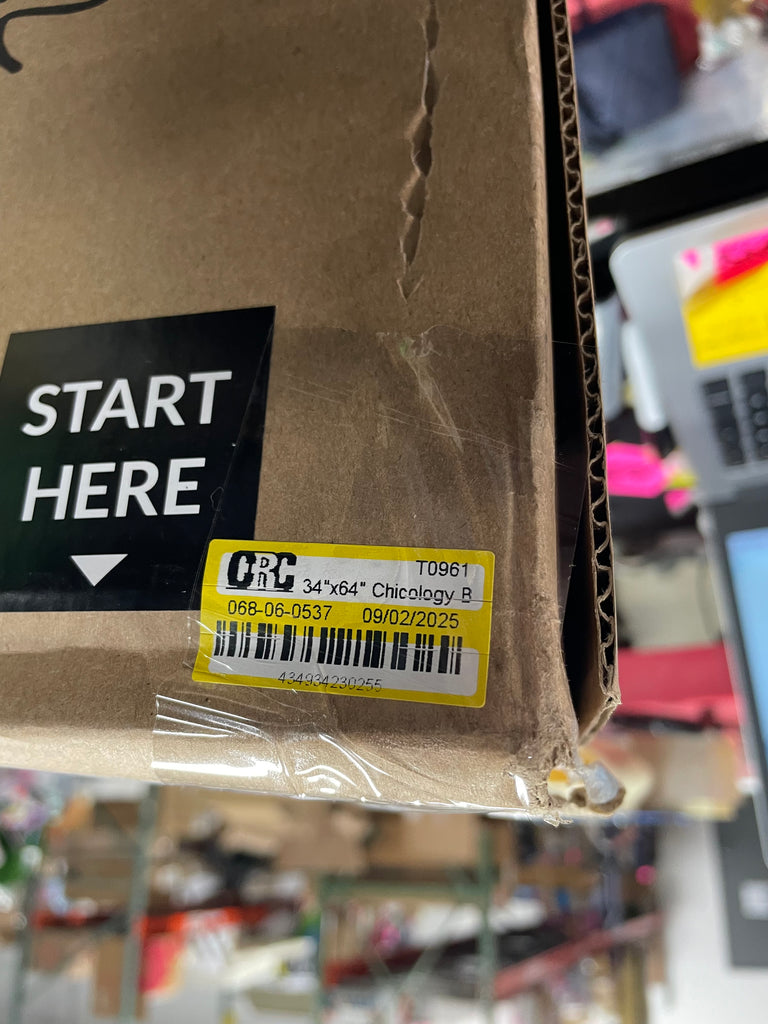 START
HERE
CRC
T0961
34"x64" Chicology B
068-06-0537 09/02/2025
434934230255